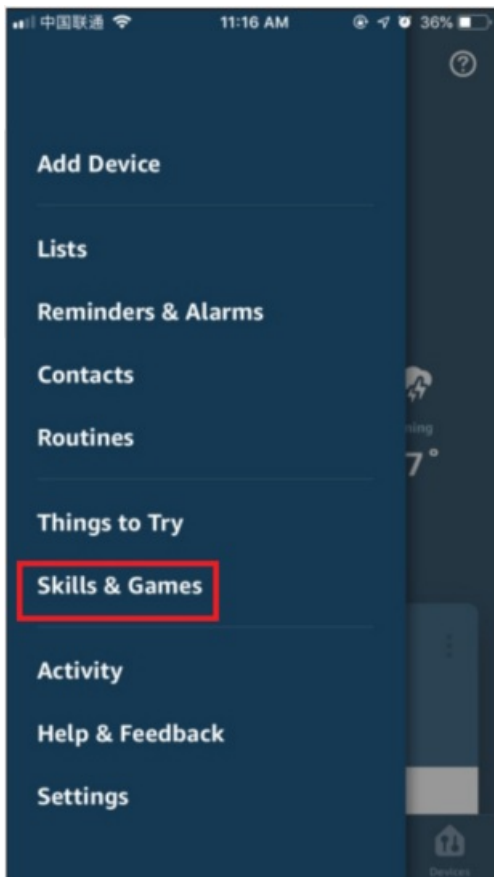 中国联通 11:16 AM 36%
Add Device
Lists
Reminders & Alarms
Contacts
Routines
7°
Things to Try
Skills & Games
Activity
Help & Feedback
Settings
Devices